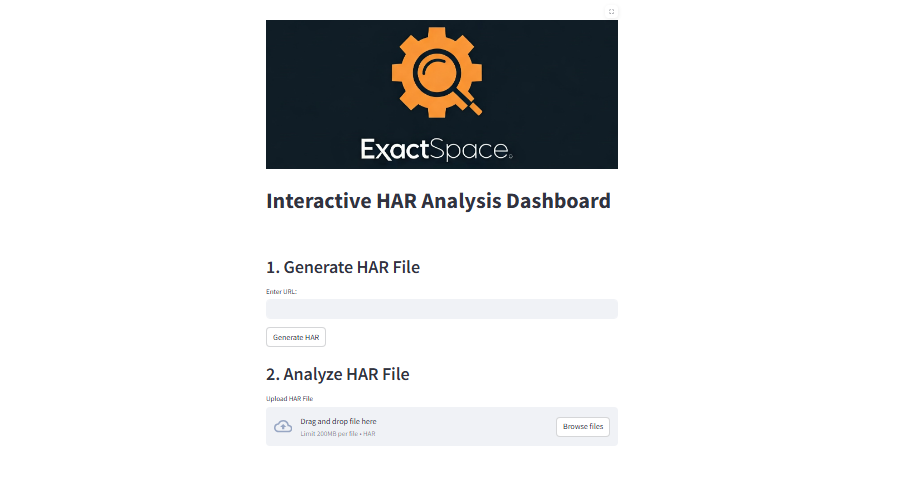 ExactSpace
Interactive HAR Analysis Dashboard
1. Generate HAR File
Enter URL:
Generate HAR
2. Analyze HAR File
Upload HAR File
Drag and drop file here
Limit 200MB per file • HAR
Browse files